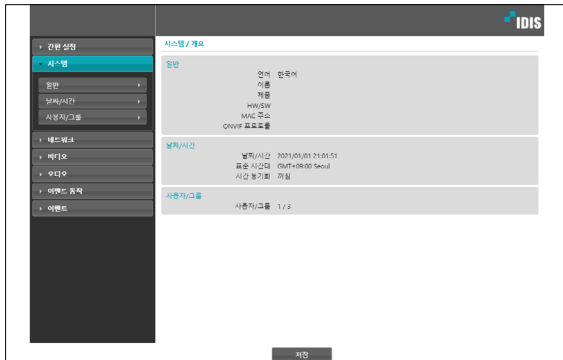 IDIS
간편 설정
시스템
일반
날짜/시간
사용자/그룹
네트워크
비디오
오디오
이벤트 동작
이벤트
시스템 / 개요
일반
언어 한국어
이름
제품
HW/SW
MAC 주소
ONVIF 프로토콜
날짜/시간
날짜/시간 2021/01/01 21:01:51
표준 시간대 GMT+09:00 Seoul
시간 동기화 꺼짐
사용자/그룹
사용자/그룹 1 / 3
저장